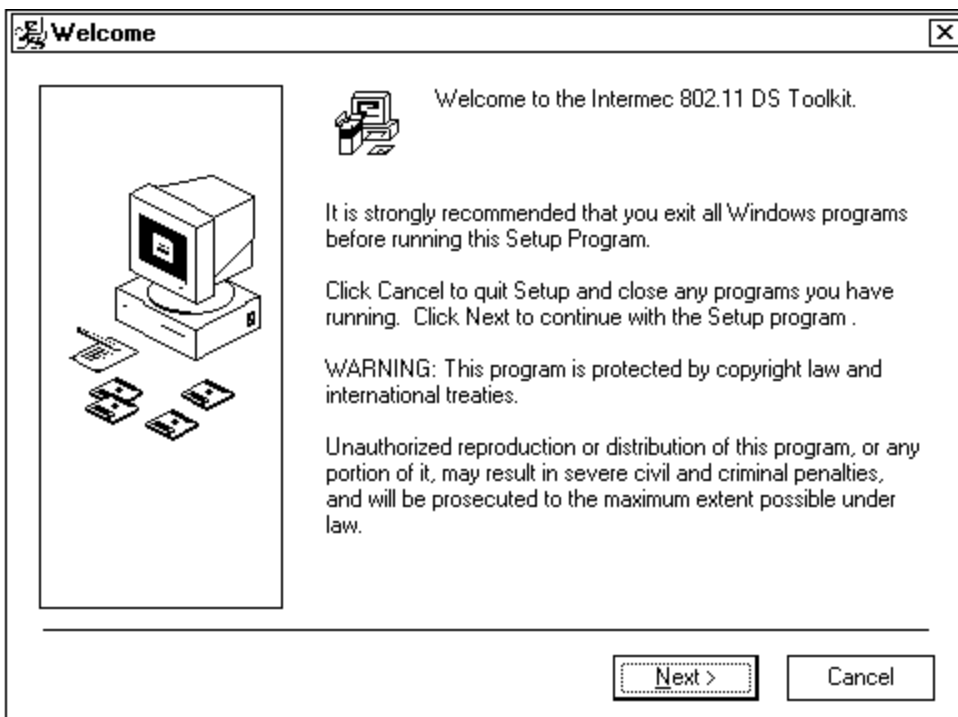 Welcome
Welcome to the Intermec 802.11 DS Toolkit.
It is strongly recommended that you exit all Windows programs
before running this Setup Program.
Click Cancel to quit Setup and close any programs you have
running.  Click Next to continue with the Setup program .
WARNING: This program is protected by copyright law and
international treaties.
Unauthorized reproduction or distribution of this program, or any
portion of it, may result in severe civil and criminal penalties,
and will be prosecuted to the maximum extent possible under
law.
Next >
Cancel